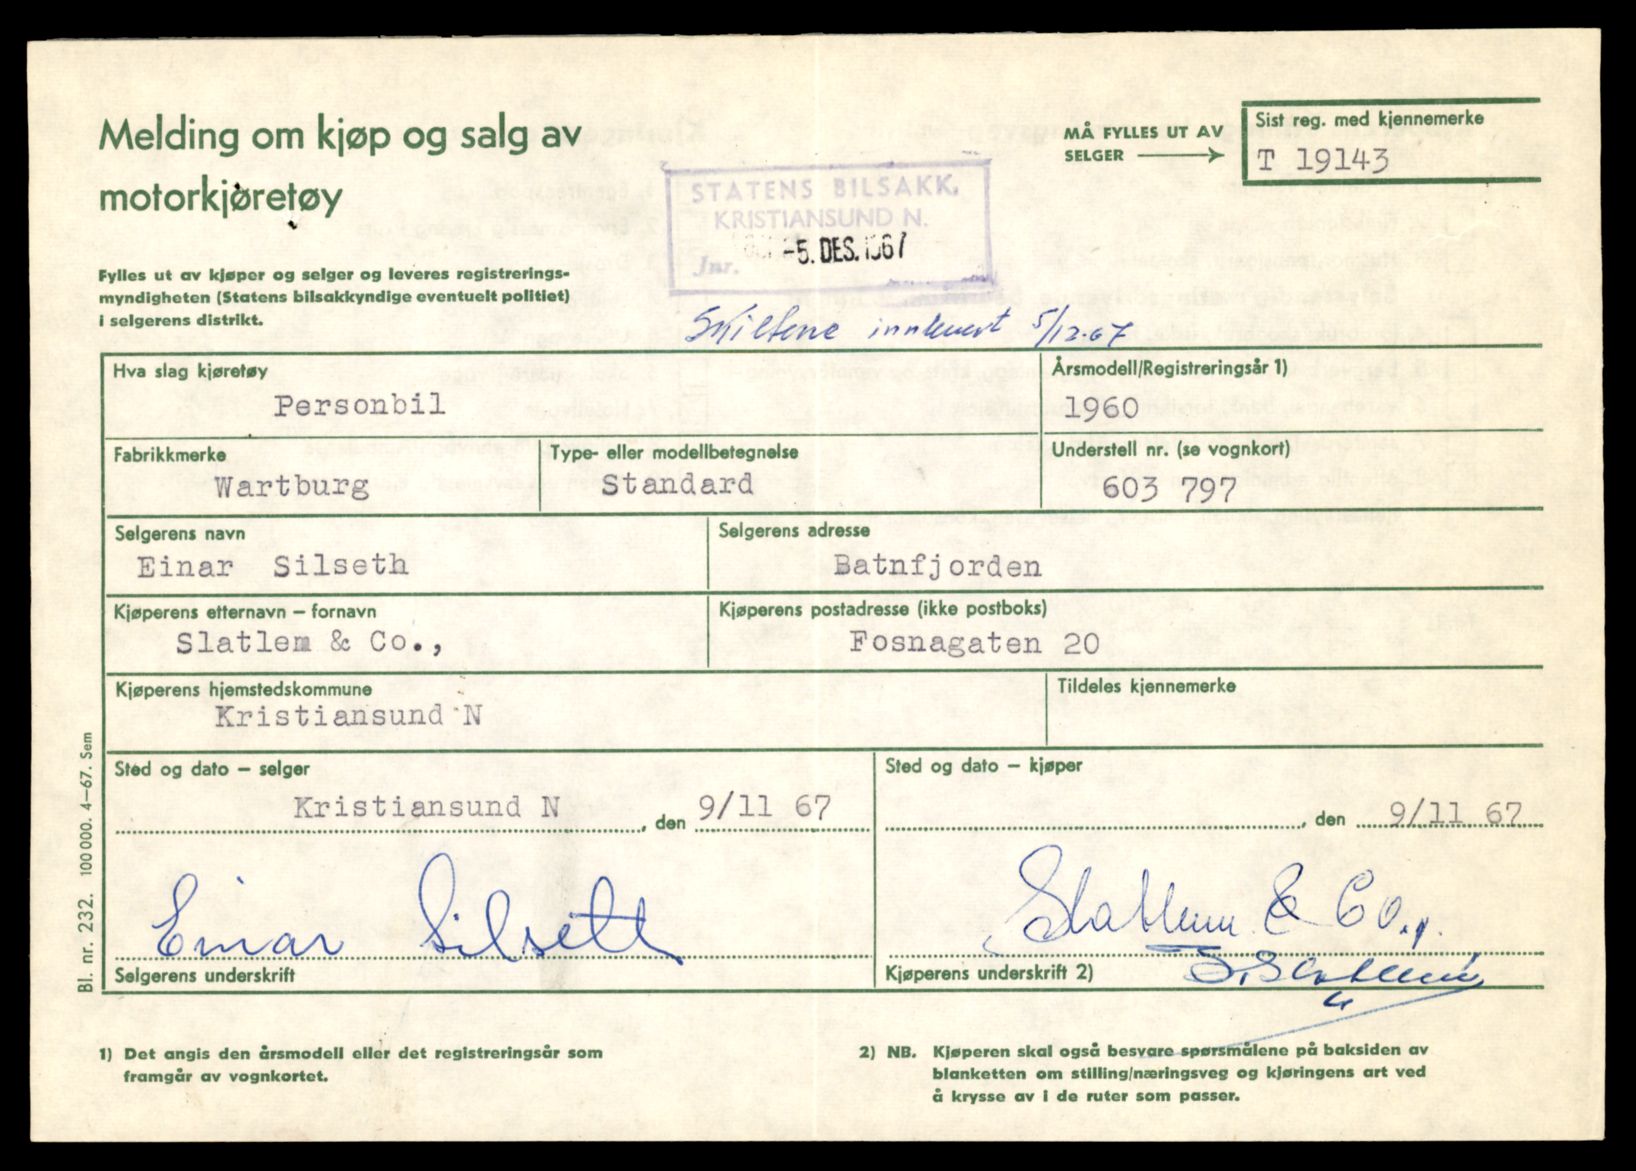 Melding om kjøp og salg av
motorkjøretøy
Fylles ut av kjøper og selger og leveres registrerings-
myndigheten (Statens bilsakkyndige eventuelt politiet)
i selgerens distrikt.
STATENS BILSAKK.
KRISTIANSUND N.
-5. DES. 1967
Jnr.
MÅ FYLLES UT AV
SELGER
Sist reg. med kjennemerke
T 19143
Skiltene innlevert 5/12-67
Hva slag kjøretøy
Personbil
Årsmodell/Registreringsår 1)
1960
Fabrikkmerke
Wartburg
Type- eller modellbetegnelse
Standard
Understell nr. (se vognkort)
603 797
Selgerens navn
Einar Silseth
Selgerens adresse
Batnfjorden
Kjøperens etternavn – fornavn
Slatlem & Co.,
Kjøperens postadresse (ikke postboks)
Fosnagaten 20
Kjøperens hjemstedskommune
Kristiansund N
Tildeles kjennemerke
Sted og dato – selger
Kristiansund N, den 9/11 67
Sted og dato – kjøper
, den 9/11 67
Einar Silseth
Selgerens underskrift
Slatlem & Co.
Kjøperens underskrift 2)
S. Slatlem
1) Det angis den årsmodell eller det registreringsår som
framgår av vognkortet.
2) NB. Kjøperen skal også besvare spørsmålene på baksiden av
blanketten om stilling/næringsveg og kjøringens art ved
å krysse av i de ruter som passer.
Bl. nr. 232. 100 000. 4–67. Sem